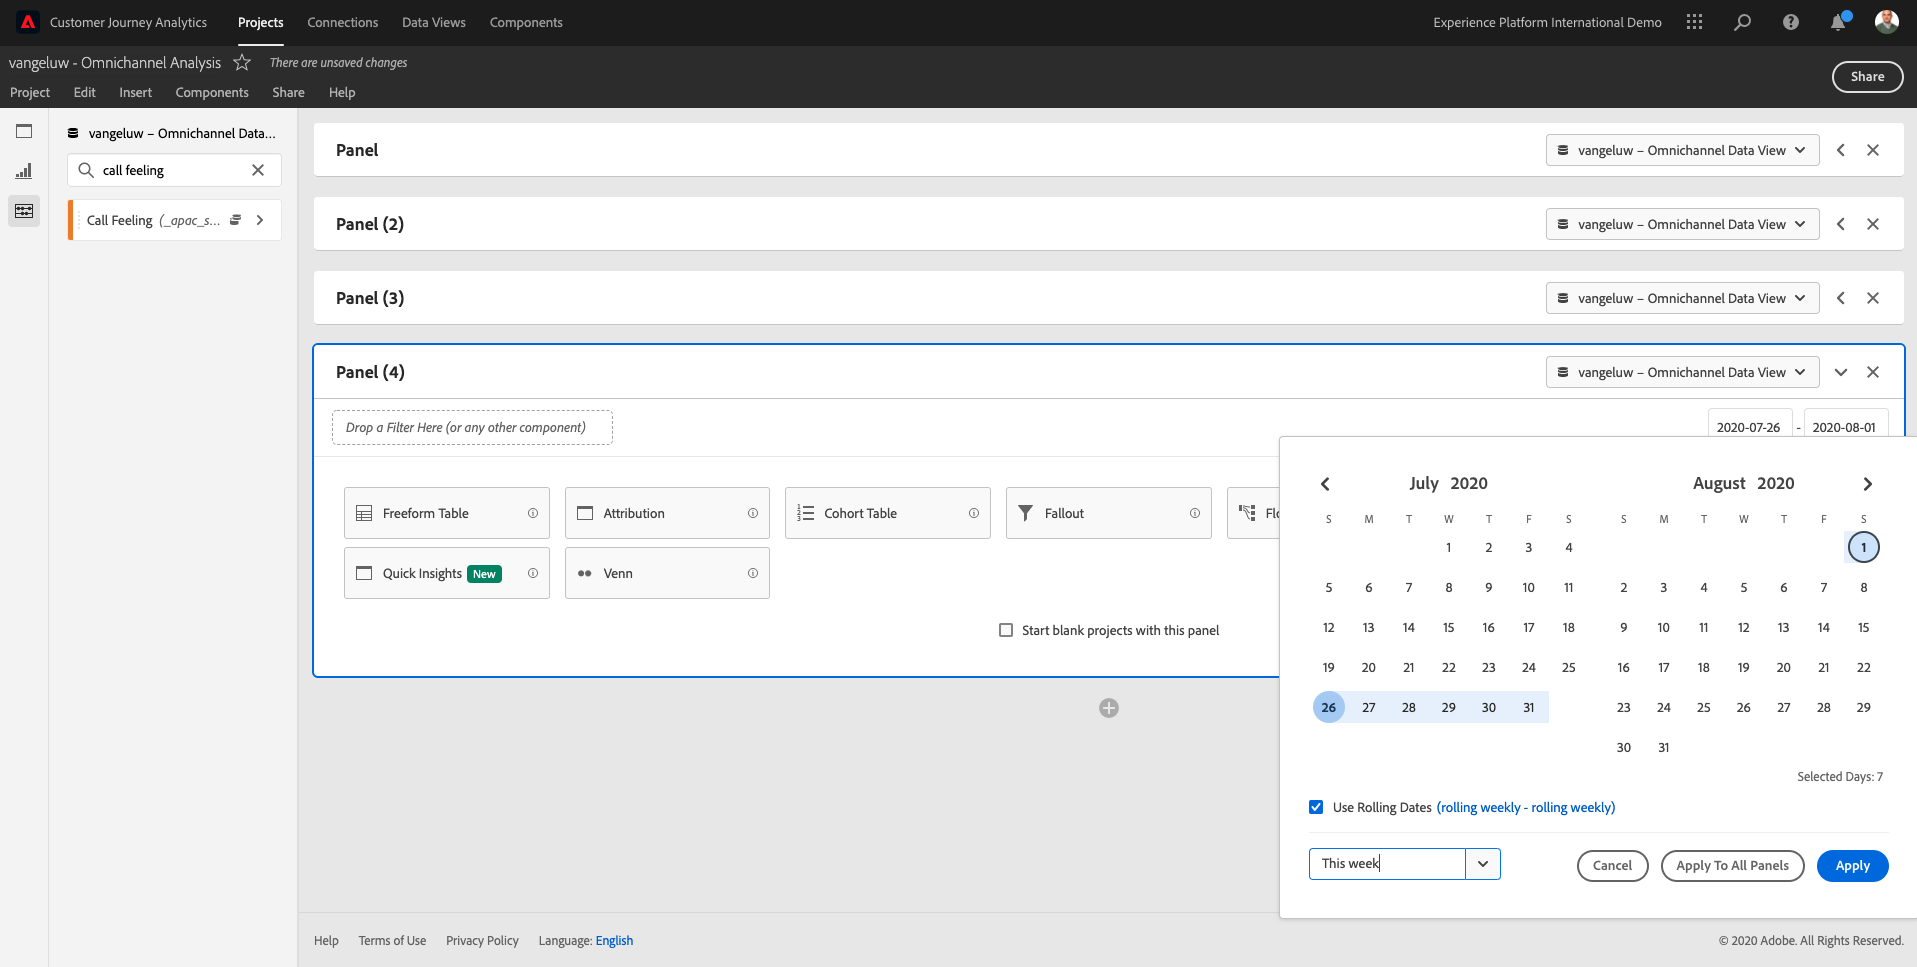 Customer Journey Analytics Projects Connections Data Views Components Experience Platform International Demo
vangeluw - Omnichannel Analysis There are unsaved changes
Share
Project Edit Insert Components Share Help
vangeluw – Omnichannel Data...
call feeling
Call Feeling (_apac_s...
Panel vangeluw – Omnichannel Data View
Panel (2) vangeluw – Omnichannel Data View
Panel (3) vangeluw – Omnichannel Data View
Panel (4) vangeluw – Omnichannel Data View
Drop a Filter Here (or any other component) 2020-07-26 - 2020-08-01
Freeform Table Attribution Cohort Table Fallout Flo
Quick Insights New Venn
Start blank projects with this panel
July 2020 August 2020
S M T W T F S S M T W T F S
1 2 3 4 1
5 6 7 8 9 10 11 2 3 4 5 6 7 8
12 13 14 15 16 17 18 9 10 11 12 13 14 15
19 20 21 22 23 24 25 16 17 18 19 20 21 22
26 27 28 29 30 31 23 24 25 26 27 28 29
30 31
Selected Days: 7
Use Rolling Dates (rolling weekly - rolling weekly)
This week Cancel Apply To All Panels Apply
Help Terms of Use Privacy Policy Language: English © 2020 Adobe. All Rights Reserved.